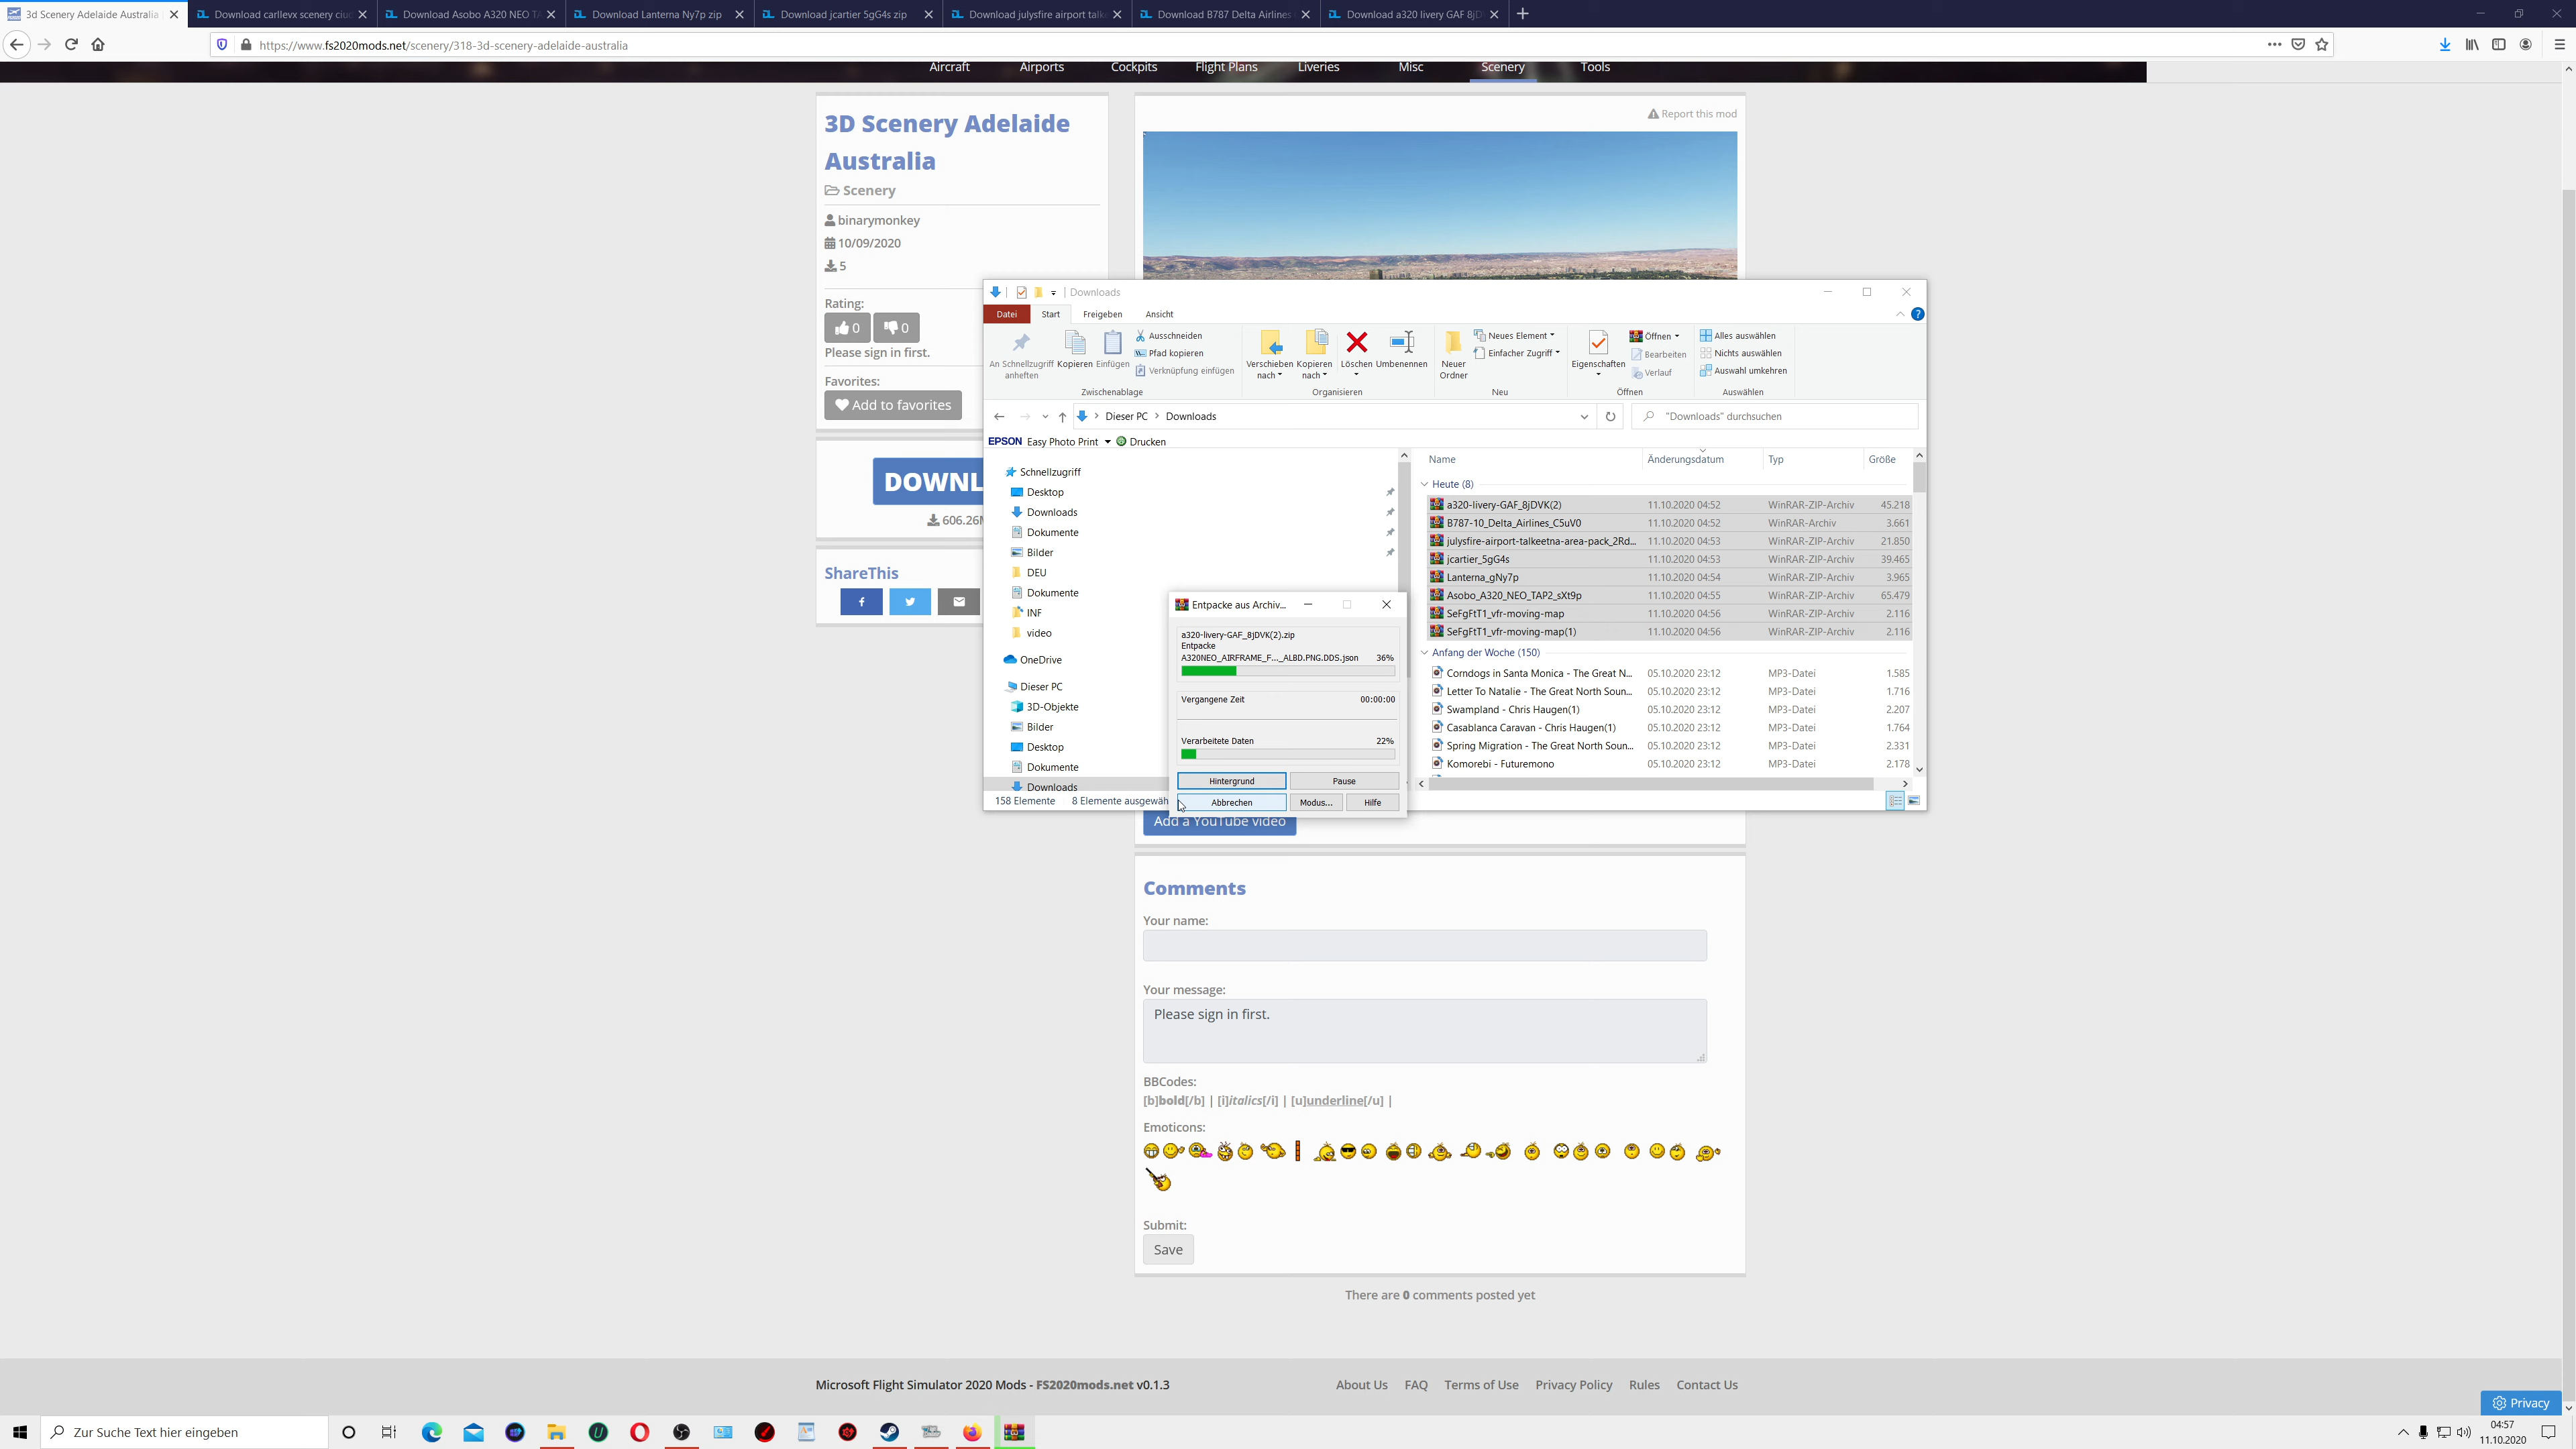 3d Scenery Adelaide Australia
Download carllevx scenery ciu
Download Asobo A320 NEO TA
Download Lanterna Ny7p zip
Download jcartier 5gG4s zip
Download julysfire airport talke
Download B787 Delta Airlines
Download a320 livery GAF 8jD
https://www.fs2020mods.net/scenery/318-3d-scenery-adelaide-australia
Aircraft Airports Cockpits Flight Plans Liveries Misc Scenery Tools
3D Scenery Adelaide
Australia
Scenery
binarymonkey
10/09/2020
5
Rating:
0 0
Please sign in first.
Favorites:
Add to favorites
DOWNL
606.26
ShareThis
Report this mod
Downloads
Datei Start Freigeben Ansicht
An Schnellzugriff
anheften
Kopieren
Einfügen
Ausschneiden
Pfad kopieren
Verknüpfung einfügen
Zwischenablage
Verschieben
nach
Kopieren
nach
Löschen
Umbenennen
Organisieren
Neuer
Ordner
Neues Element
Einfacher Zugriff
Neu
Eigenschaften
Öffnen
Bearbeiten
Verlauf
Öffnen
Alles auswählen
Nichts auswählen
Auswahl umkehren
Auswählen
Dieser PC > Downloads
"Downloads" durchsuchen
EPSON Easy Photo Print Drucken
Schnellzugriff
Desktop
Downloads
Dokumente
Bilder
DEU
Dokumente
INF
video
OneDrive
Dieser PC
3D-Objekte
Bilder
Desktop
Dokumente
Downloads
158 Elemente 8 Elemente ausgewäh
Name Änderungsdatum Typ Größe
Heute (8)
a320-livery-GAF_8jDVK(2) 11.10.2020 04:52 WinRAR-ZIP-Archiv 45.218
B787-10_Delta_Airlines_C5uV0 11.10.2020 04:52 WinRAR-Archiv 3.661
julysfire-airport-talkeetna-area-pack_2Rd... 11.10.2020 04:53 WinRAR-ZIP-Archiv 21.850
jcartier_5gG4s 11.10.2020 04:53 WinRAR-ZIP-Archiv 39.465
Lanterna_gNy7p 11.10.2020 04:54 WinRAR-ZIP-Archiv 3.965
Asobo_A320_NEO_TAP2_sXt9p 11.10.2020 04:55 WinRAR-ZIP-Archiv 65.479
SeFgFtT1_vfr-moving-map 11.10.2020 04:56 WinRAR-ZIP-Archiv 2.116
SeFgFtT1_vfr-moving-map(1) 11.10.2020 04:56 WinRAR-ZIP-Archiv 2.116
Anfang der Woche (150)
Corndogs in Santa Monica - The Great N... 05.10.2020 23:12 MP3-Datei 1.585
Letter To Natalie - The Great North Soun... 05.10.2020 23:12 MP3-Datei 1.716
Swampland - Chris Haugen(1) 05.10.2020 23:12 MP3-Datei 2.207
Casablanca Caravan - Chris Haugen(1) 05.10.2020 23:12 MP3-Datei 1.764
Spring Migration - The Great North Soun... 05.10.2020 23:12 MP3-Datei 2.331
Komorebi - Futuremono 05.10.2020 23:12 MP3-Datei 2.178
Entpacke aus Archiv...
a320-livery-GAF_8jDVK(2).zip
Entpacke
A320NEO_AIRFRAME_F..._ALBD.PNG.DDS.json 36%
Vergangene Zeit 00:00:00
Verarbeitete Daten 22%
Hintergrund Pause
Abbrechen Modus... Hilfe
Add a YouTube video
Comments
Your name:
Your message:
Please sign in first.
BBCodes:
[b]bold[/b] | [i]italics[/i] | [u]underline[/u] |
Emoticons:
Submit:
Save
There are 0 comments posted yet
Microsoft Flight Simulator 2020 Mods - FS2020mods.net v0.1.3
About Us FAQ Terms of Use Privacy Policy Rules Contact Us
Privacy
Zur Suche Text hier eingeben
04:57
11.10.2020